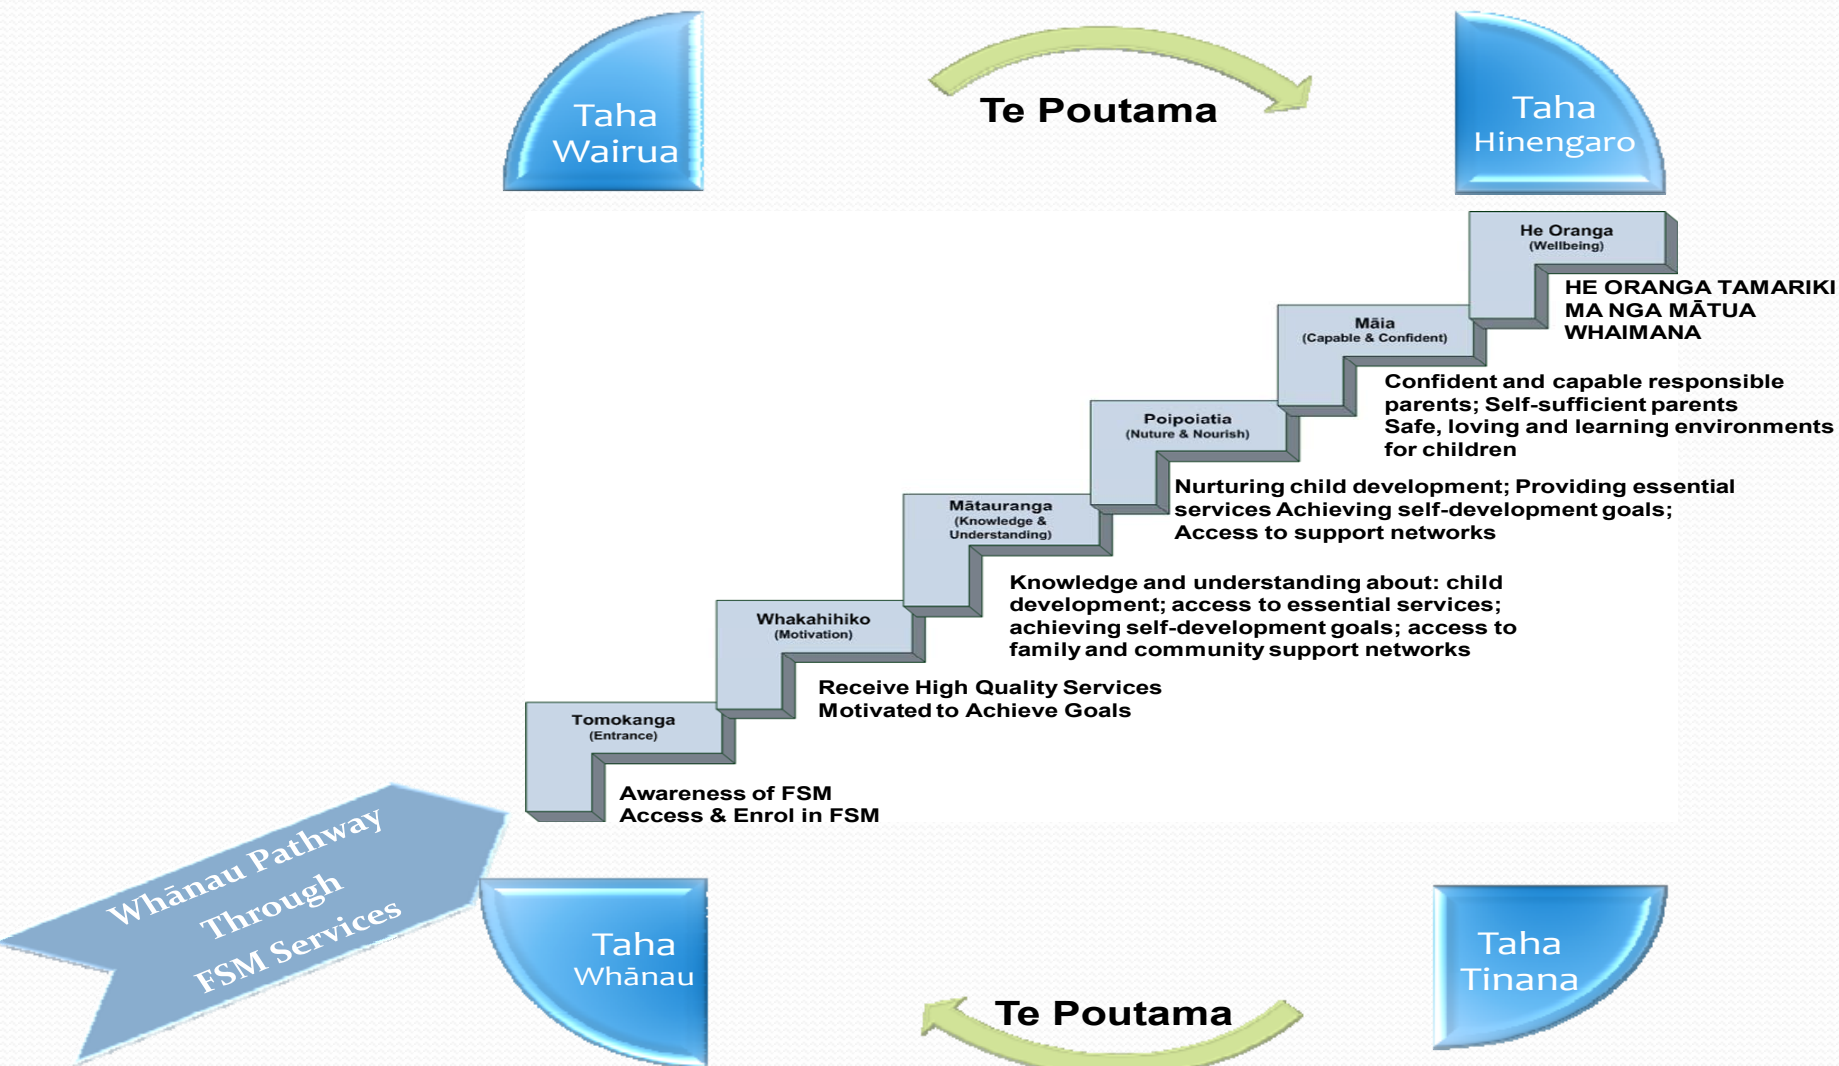 Taha
Wairua
Te Poutama
Taha
Hinengaro
He Oranga
(Wellbeing)
HE ORANGA TAMARIKI
MA NGA MĀTUA
WHAIMANA
Māia
(Capable & Confident)
Confident and capable responsible
parents; Self-sufficient parents
Safe, loving and learning environments
for children
Poipoiatia
(Nuture & Nourish)
Nurturing child development; Providing essential
services Achieving self-development goals;
Access to support networks
Mātauranga
(Knowledge &
Understanding)
Knowledge and understanding about: child
development; access to essential services;
achieving self-development goals; access to
family and community support networks
Whakahihiko
(Motivation)
Receive High Quality Services
Motivated to Achieve Goals
Tomokanga
(Entrance)
Awareness of FSM
Access & Enrol in FSM
Whānau Pathway
Through
FSM Services
Taha
Whānau
Te Poutama
Taha
Tinana